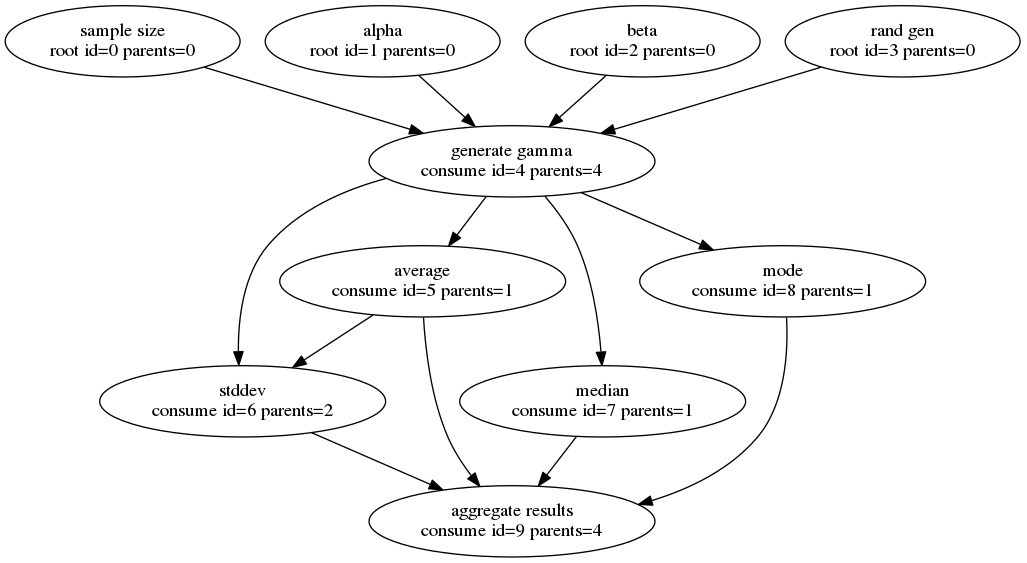 sample size
root id=0 parents=0
alpha
root id=1 parents=0
beta
root id=2 parents=0
rand gen
root id=3 parents=0
generate gamma
consume id=4 parents=4
average
consume id=5 parents=1
mode
consume id=8 parents=1
stddev
consume id=6 parents=2
median
consume id=7 parents=1
aggregate results
consume id=9 parents=4